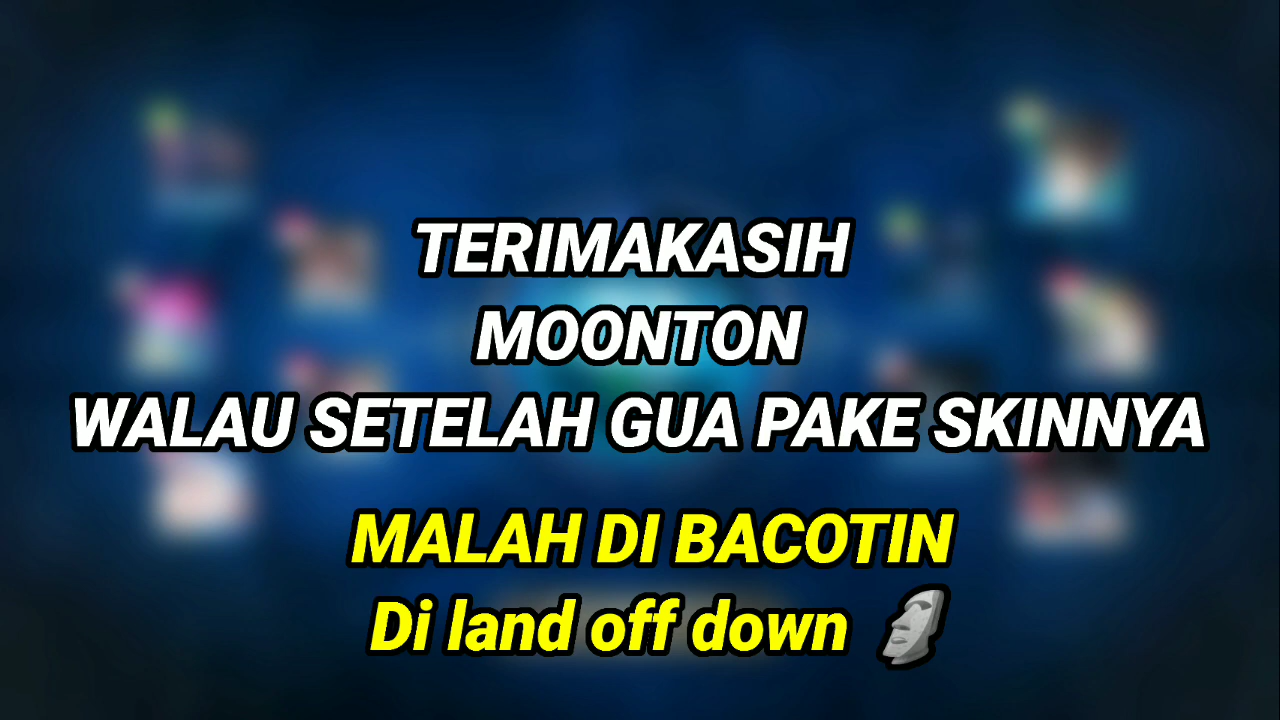 TERIMAKASIH
MOONTON
WALAU SETELAH GUA PAKE SKINNYA
MALAH DI BACOTIN
Di land off down 🗿